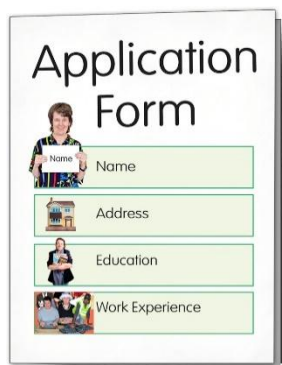 Application
Form
Name
Name
Address
Education
Work Experience